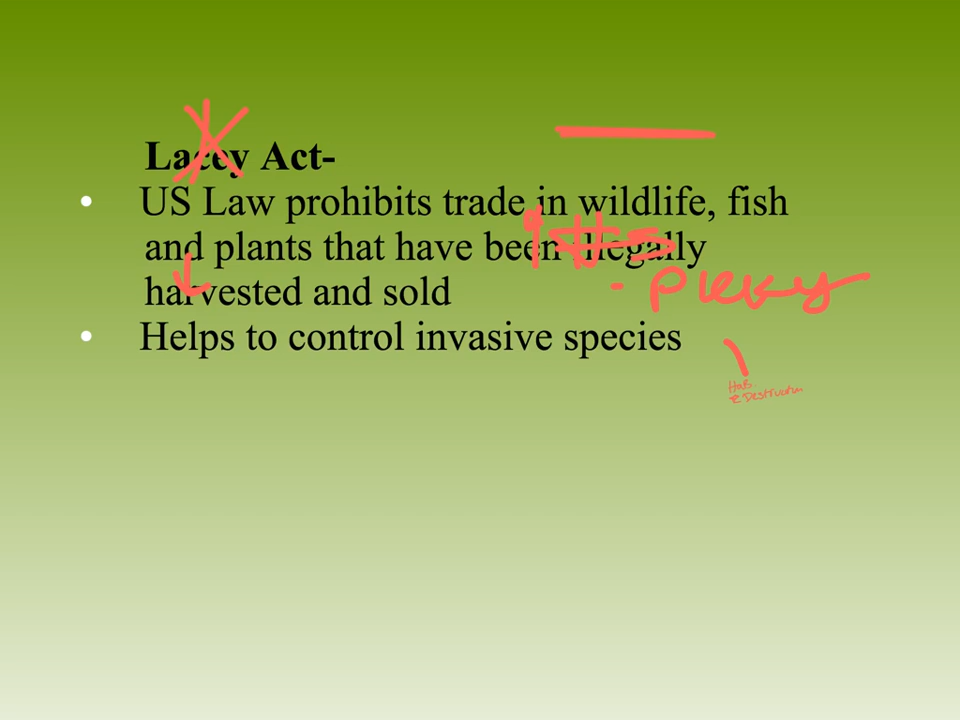 Lacey Act-
• US Law prohibits trade in wildlife, fish
and plants that have been illegally
harvested and sold
• Helps to control invasive species
Hab
Destruction